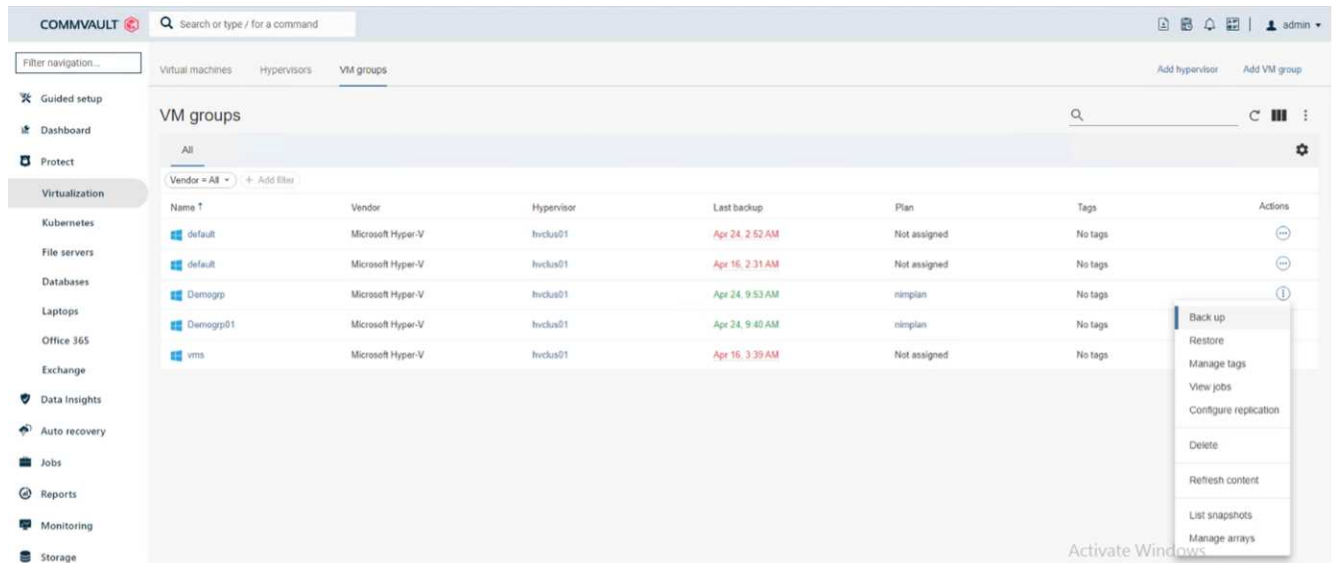 COMMVAULT Search or type / for a command admin
Filter navigation...
Virtual machines Hypervisors VM groups Add hypervisor Add VM group
Guided setup
Dashboard
Protect
Virtualization
Kubernetes
File servers
Databases
Laptops
Office 365
Exchange
Data Insights
Auto recovery
Jobs
Reports
Monitoring
Storage
VM groups
All
Vendor = All + Add filter
Name ↑ Vendor Hypervisor Last backup Plan Tags Actions
default Microsoft Hyper-V hvclus01 Apr 24, 2:52 AM Not assigned No tags
default Microsoft Hyper-V hvclus01 Apr 16, 2:31 AM Not assigned No tags
Demogrp Microsoft Hyper-V hvclus01 Apr 24, 9:53 AM nimplan No tags
Demogrp01 Microsoft Hyper-V hvclus01 Apr 24, 9:40 AM nimplan No tags
vms Microsoft Hyper-V hvclus01 Apr 16, 3:39 AM Not assigned No tags
Back up
Restore
Manage tags
View jobs
Configure replication
Delete
Refresh content
List snapshots
Manage arrays
Activate Windows